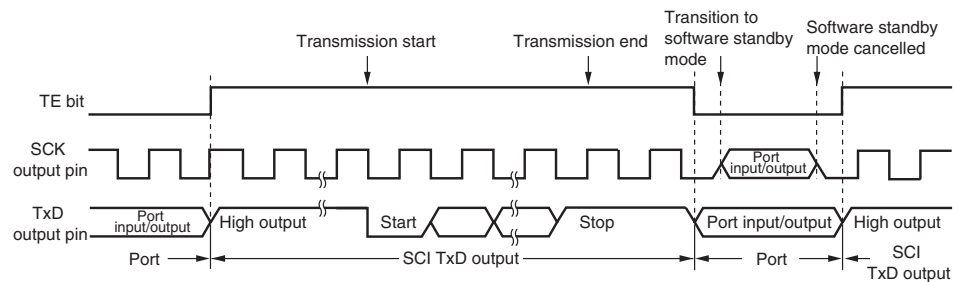 Transmission start
Transmission end
Transition to
software standby
mode
Software standby
mode cancelled
TE bit
SCK
output pin
Port
input/output
TxD
output pin
Port
input/output
High output
Start
Stop
Port input/output
High output
Port
SCI TxD output
Port
SCI
TxD output